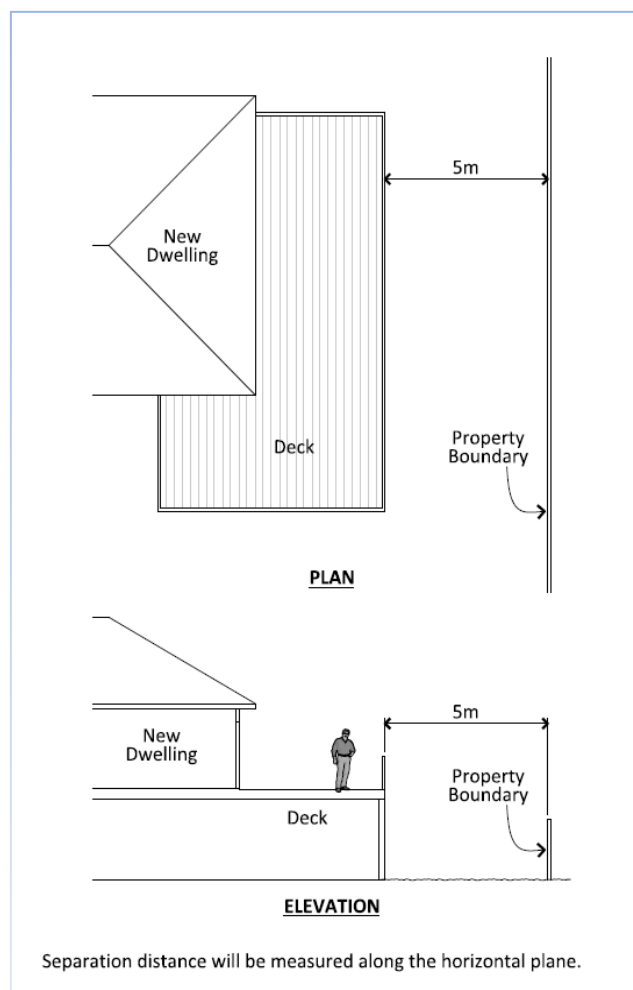 5m
New
Dwelling
Deck
Property
Boundary
PLAN
5m
New
Dwelling
Property
Boundary
Deck
ELEVATION
Separation distance will be measured along the horizontal plane.